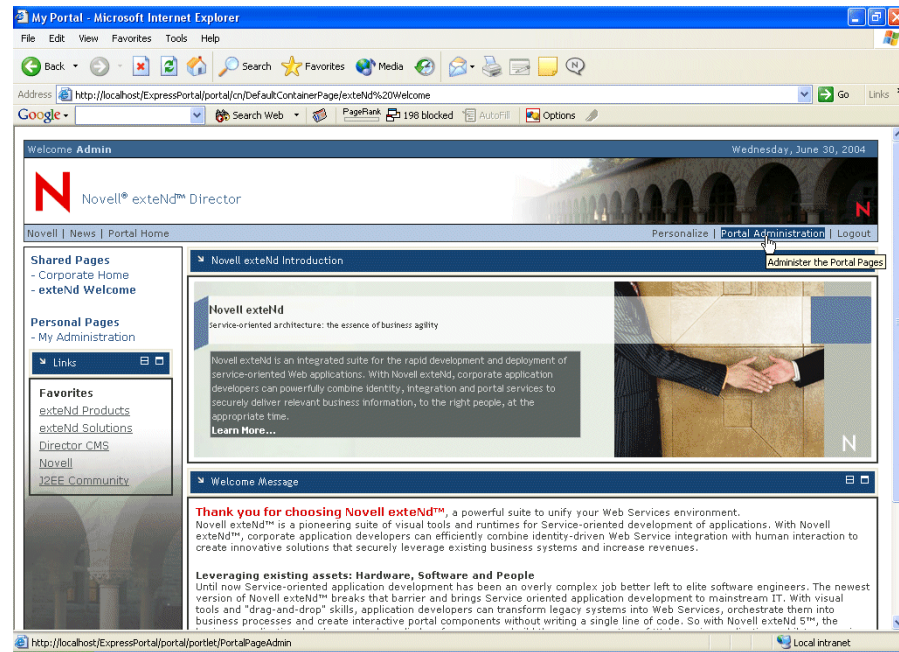 My Portal - Microsoft Internet Explorer
File Edit View Favorites Tools Help
Back Search Favorites Media
Address http://localhost/ExpressPortal/portal/cn/DefaultContainerPage/exteNd%20Welcome Go Links
Google Search Web PageRank 198 blocked AutoFill Options
Welcome Admin Wednesday, June 30, 2004
N Novell® exteNd™ Director N
Novell | News | Portal Home Personalize | Portal Administration | Logout
Administer the Portal Pages
Shared Pages
- Corporate Home
- exteNd Welcome
Personal Pages
- My Administration
Links
Favorites
exteNd Products
exteNd Solutions
Director CMS
Novell
J2EE Community
Novell exteNd Introduction
Novell exteNd
Service-oriented architecture: the essence of business agility
Novell exteNd is an integrated suite for the rapid development and deployment of
service-oriented Web applications. With Novell exteNd, corporate application
developers can powerfully combine identity, integration and portal services to
securely deliver relevant business information, to the right people, at the
appropriate time.
Learn More...
N
Welcome Message
Thank you for choosing Novell exteNd™, a powerful suite to unify your Web Services environment.
Novell exteNd™ is a pioneering suite of visual tools and runtimes for Service-oriented development of applications. With Novell
exteNd™, corporate application developers can efficiently combine identity-driven Web Service integration with human interaction to
create innovative solutions that securely leverage existing business systems and increase revenues.
Leveraging existing assets: Hardware, Software and People
Until now Service-oriented application development has been an overly complex job better left to elite software engineers. The newest
version of Novell exteNd™ breaks that barrier and brings Service oriented application development to mainstream IT. With visual
tools and "drag-and-drop" skills, application developers can transform legacy systems into Web Services, orchestrate them into
business processes and create interactive portal components without writing a single line of code. So with Novell exteNd 5™, the
http://localhost/ExpressPortal/portal/portlet/PortalPageAdmin Local intranet